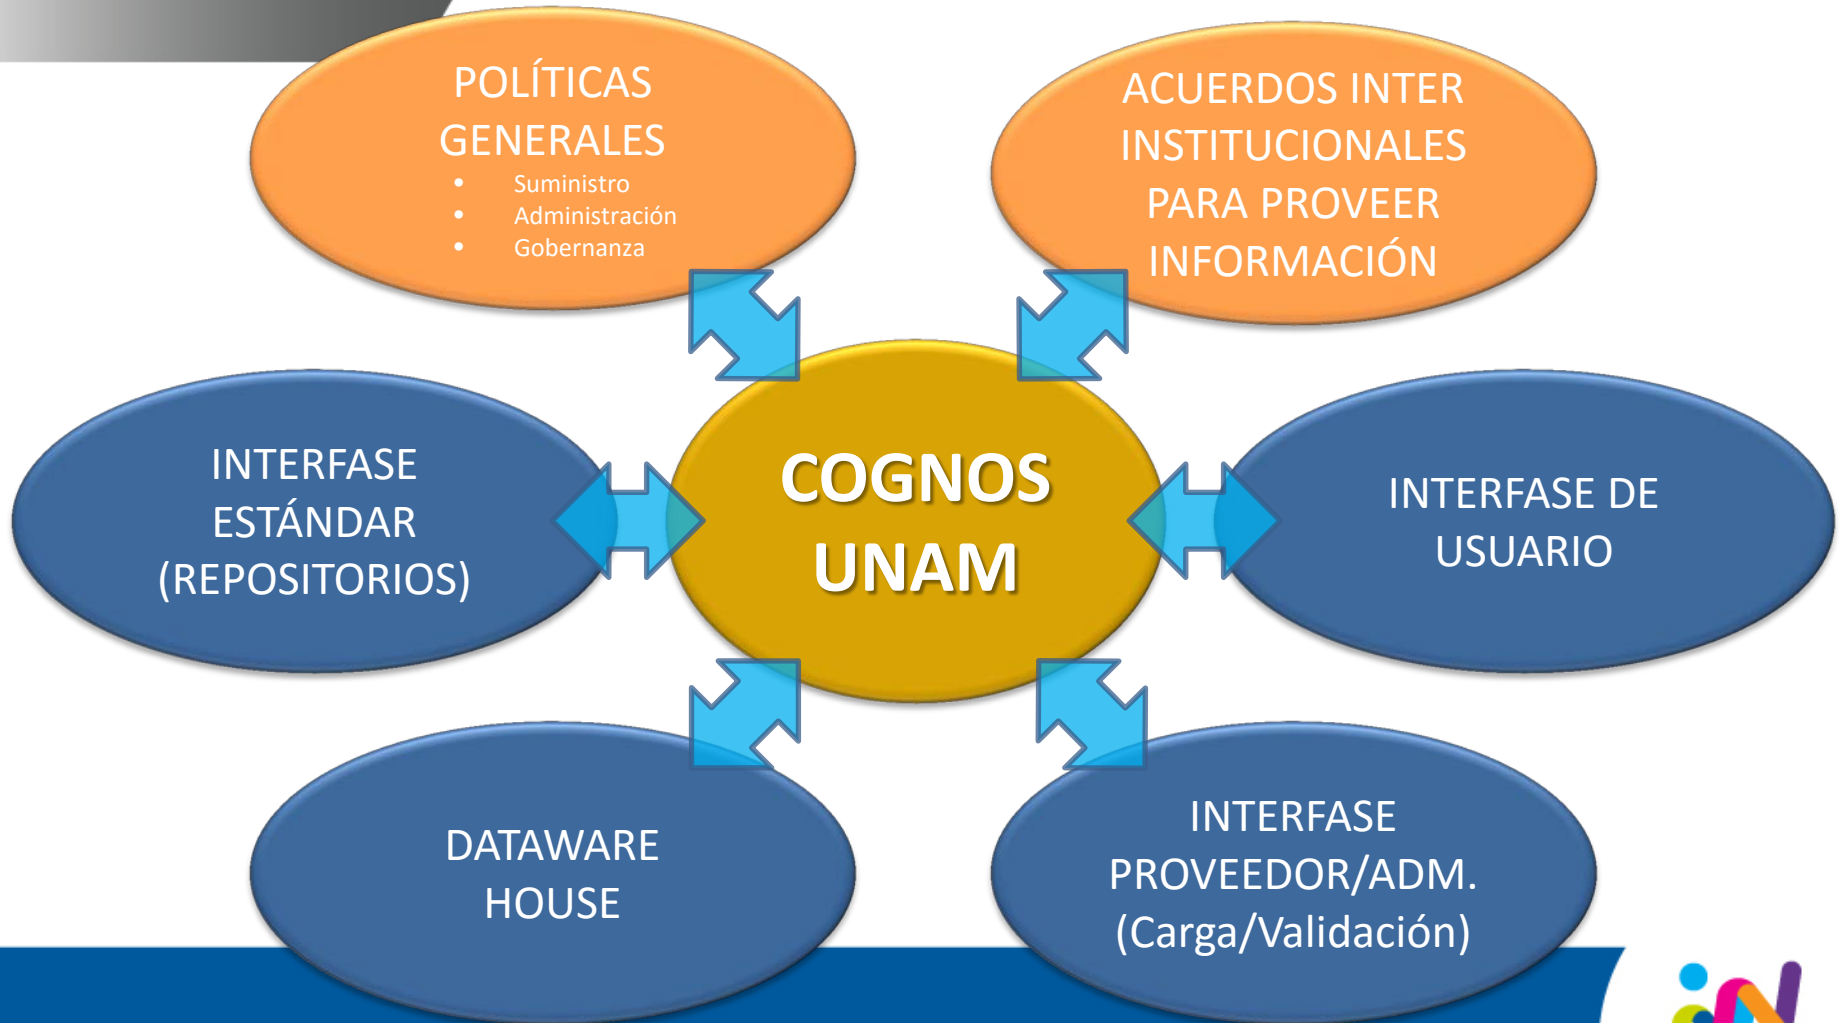 POLÍTICAS
GENERALES
• Suministro
• Administración
• Gobernanza
ACUERDOS INTER
INSTITUCIONALES
PARA PROVEER
INFORMACIÓN
INTERFASE
ESTÁNDAR
(REPOSITORIOS)
COGNOS
UNAM
INTERFASE DE
USUARIO
DATAWARE
HOUSE
INTERFASE
PROVEEDOR/ADM.
(Carga/Validación)